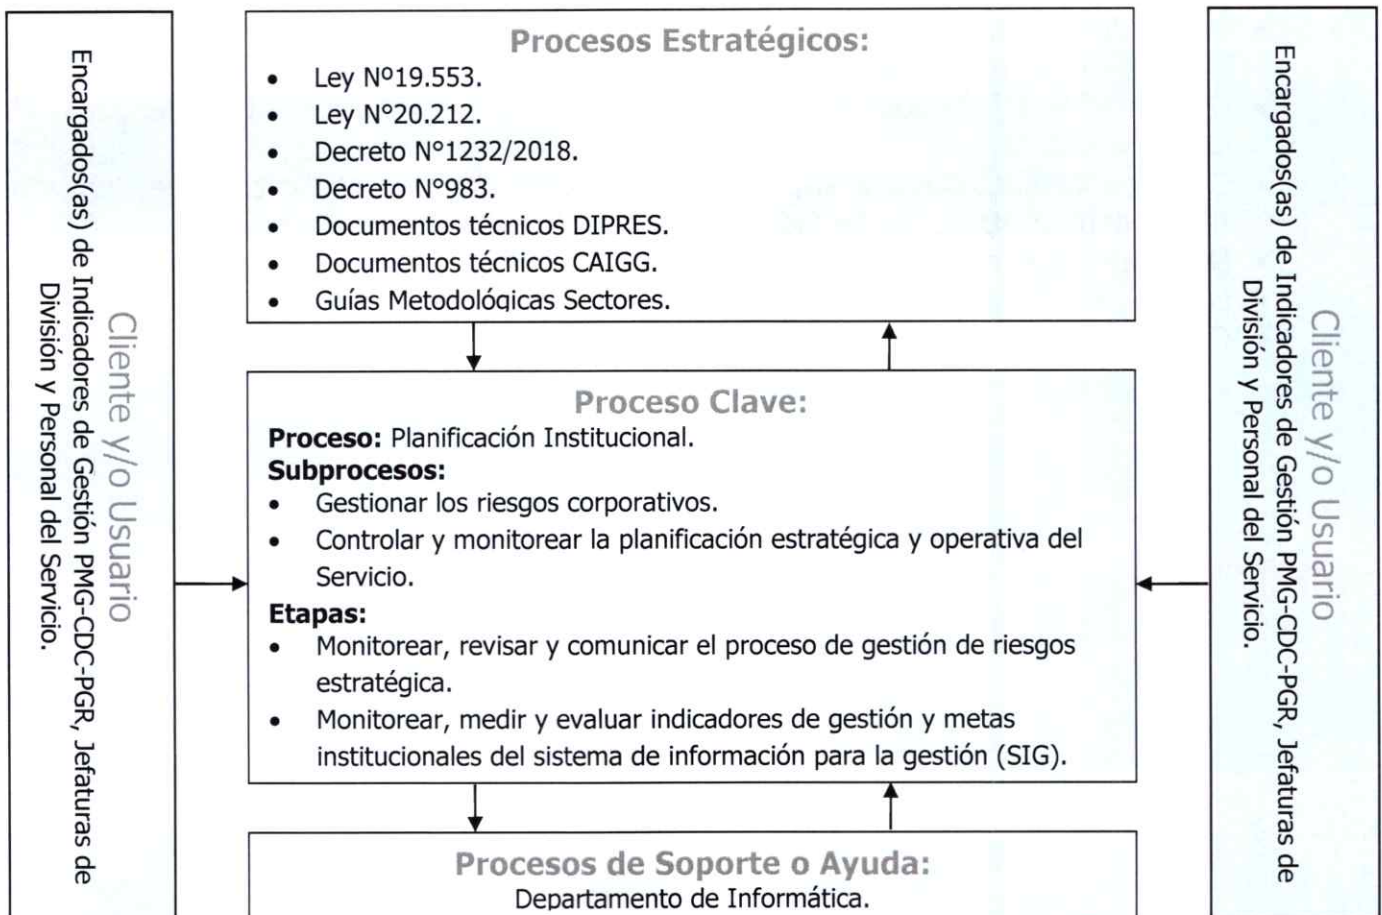 Cliente y/o Usuario
Encargados(as) de Indicadores de Gestión PMG-CDC-PGR, Jefaturas de
División y Personal del Servicio.
Procesos Estratégicos:
• Ley Nº19.553.
• Ley N°20.212.
• Decreto N°1232/2018.
• Decreto N°983.
• Documentos técnicos DIPRES.
• Documentos técnicos CAIGG.
• Guías Metodológicas Sectores.
Proceso Clave:
Proceso: Planificación Institucional.
Subprocesos:
• Gestionar los riesgos corporativos.
• Controlar y monitorear la planificación estratégica y operativa del
Servicio.
Etapas:
• Monitorear, revisar y comunicar el proceso de gestión de riesgos
estratégica.
• Monitorear, medir y evaluar indicadores de gestión y metas
institucionales del sistema de información para la gestión (SIG).
Procesos de Soporte o Ayuda:
Departamento de Informática.
Cliente y/o Usuario
Encargados(as) de Indicadores de Gestión PMG-CDC-PGR, Jefaturas de
División y Personal del Servicio.